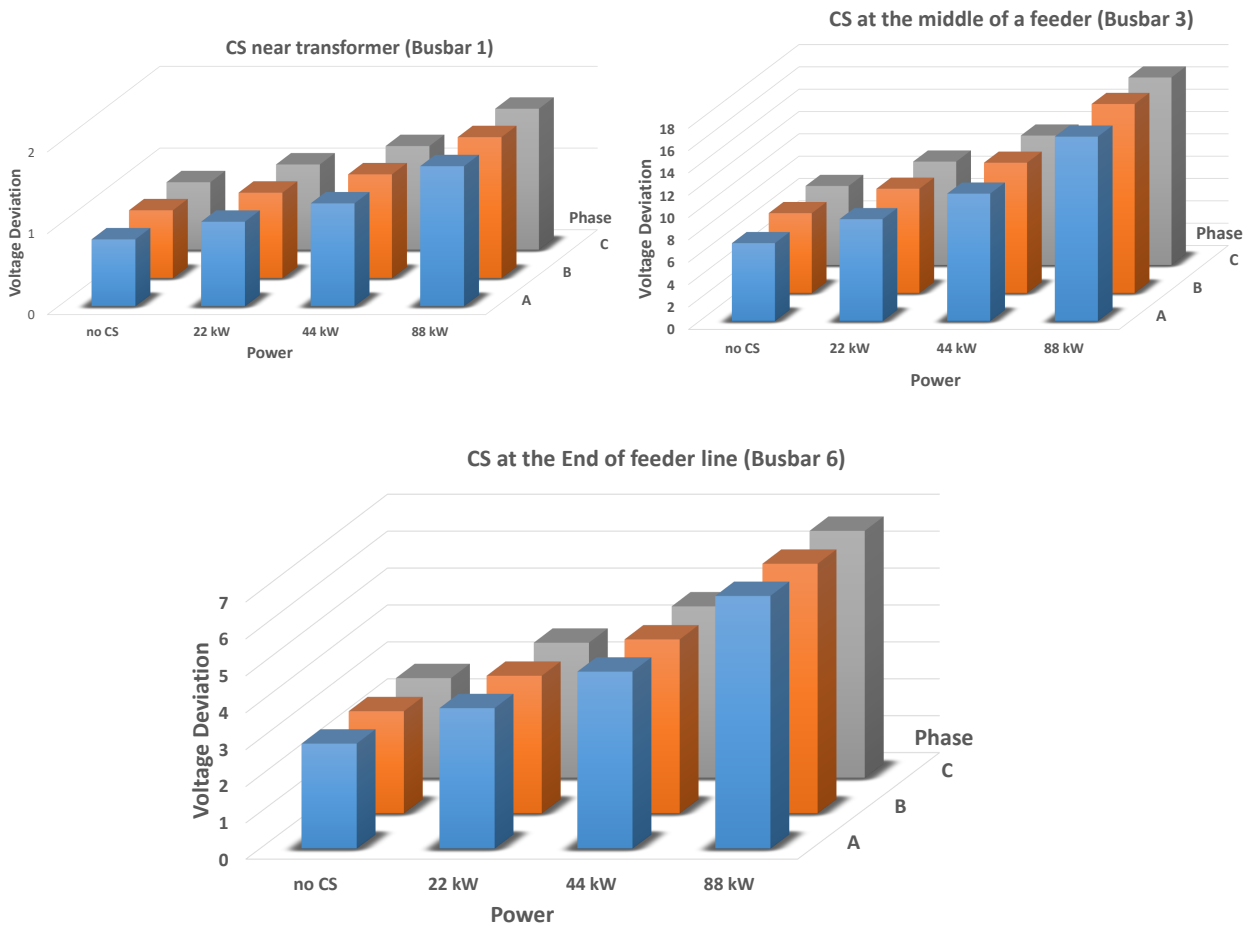 CS near transformer (Busbar 1)
Voltage Deviation
2
1
0
no CS
22 kW
44 kW
88 kW
Power
Phase
C
B
A
CS at the middle of a feeder (Busbar 3)
Voltage Deviation
18
16
14
12
10
8
6
4
2
0
no CS
22 kW
44 kW
88 kW
Power
Phase
C
B
A
CS at the End of feeder line (Busbar 6)
Voltage Deviation
7
6
5
4
3
2
1
0
no CS
22 kW
44 kW
88 kW
Power
Phase
C
B
A